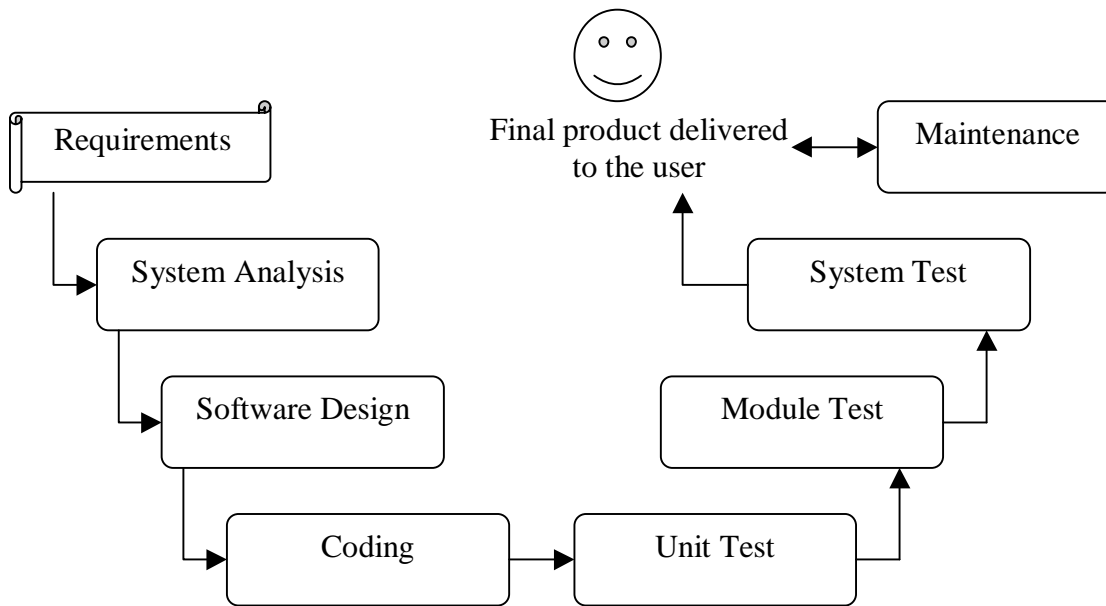 Requirements
Final product delivered
to the user
Maintenance
System Analysis
System Test
Software Design
Module Test
Coding
Unit Test